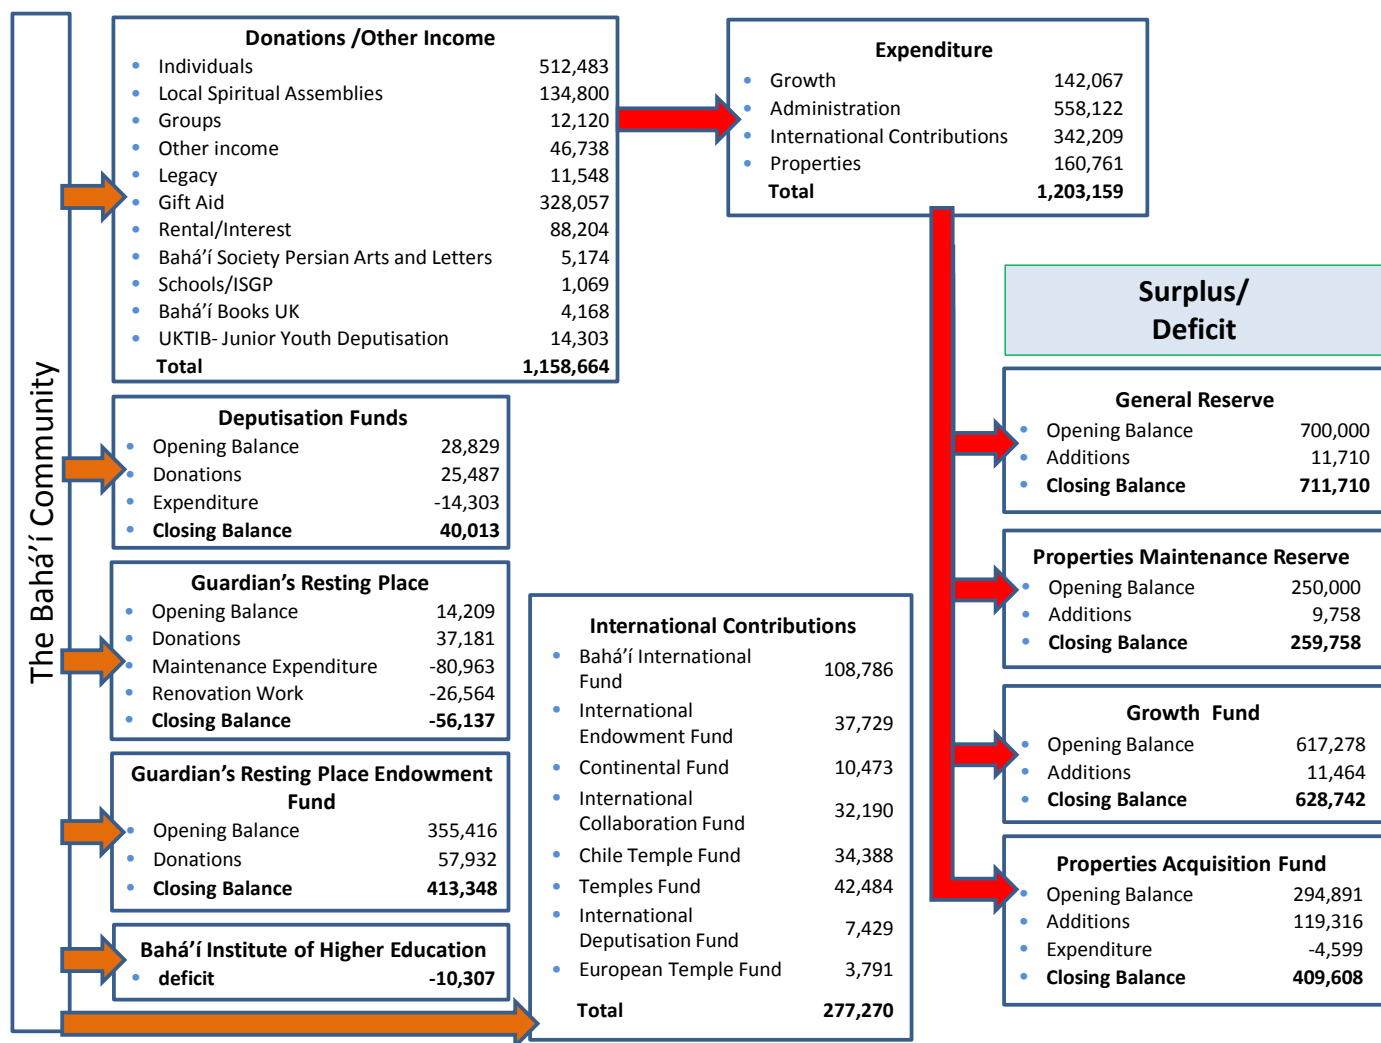 The Bahá’í Community
Donations /Other Income
• Individuals 512,483
• Local Spiritual Assemblies 134,800
• Groups 12,120
• Other income 46,738
• Legacy 11,548
• Gift Aid 328,057
• Rental/Interest 88,204
• Bahá’í Society Persian Arts and Letters 5,174
• Schools/ISGP 1,069
• Bahá’í Books UK 4,168
• UKTIB- Junior Youth Deputisation 14,303
Total 1,158,664
Expenditure
• Growth 142,067
• Administration 558,122
• International Contributions 342,209
• Properties 160,761
Total 1,203,159
Deputisation Funds
• Opening Balance 28,829
• Donations 25,487
• Expenditure -14,303
• Closing Balance 40,013
Guardian’s Resting Place
• Opening Balance 14,209
• Donations 37,181
• Maintenance Expenditure -80,963
• Renovation Work -26,564
• Closing Balance -56,137
Guardian’s Resting Place Endowment
Fund
• Opening Balance 355,416
• Donations 57,932
• Closing Balance 413,348
Bahá’í Institute of Higher Education
• deficit -10,307
International Contributions
• Bahá’í International
Fund 108,786
• International
Endowment Fund 37,729
• Continental Fund 10,473
• International
Collaboration Fund 32,190
• Chile Temple Fund 34,388
• Temples Fund 42,484
• International
Deputisation Fund 7,429
• European Temple Fund 3,791
Total 277,270
Surplus/
Deficit
General Reserve
• Opening Balance 700,000
• Additions 11,710
• Closing Balance 711,710
Properties Maintenance Reserve
• Opening Balance 250,000
• Additions 9,758
• Closing Balance 259,758
Growth Fund
• Opening Balance 617,278
• Additions 11,464
• Closing Balance 628,742
Properties Acquisition Fund
• Opening Balance 294,891
• Additions 119,316
• Expenditure -4,599
• Closing Balance 409,608